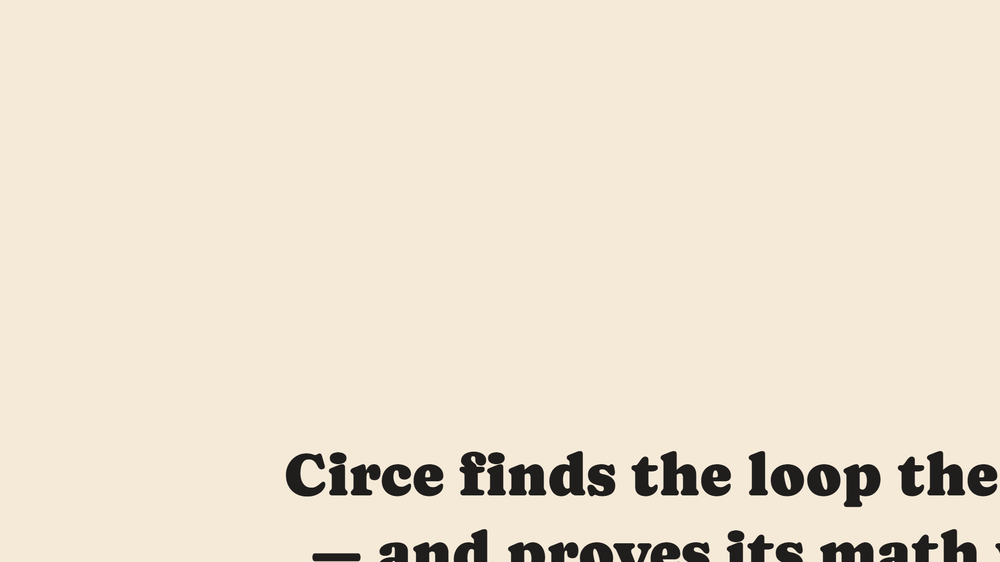 Circe finds the loop the
— and proves its math